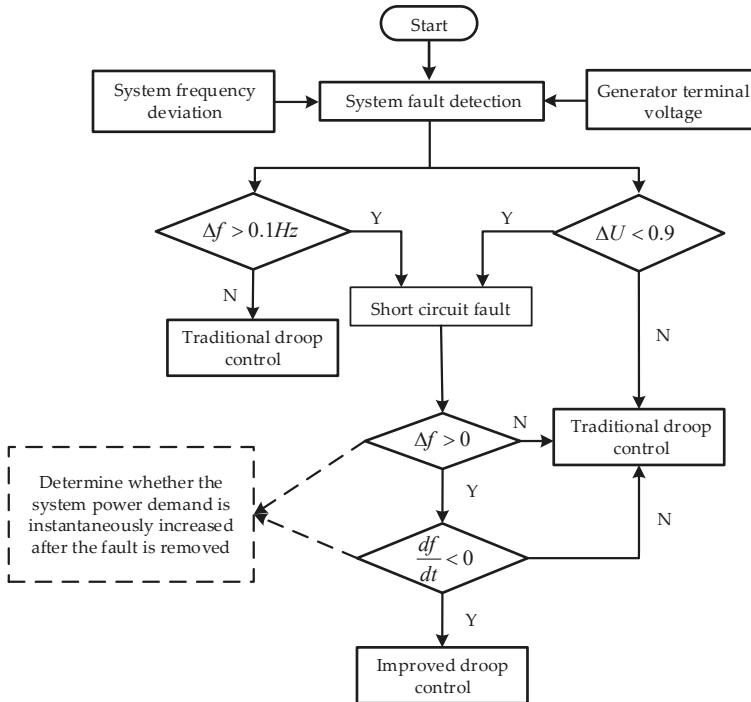 Start
System frequency
deviation
System fault detection
Generator terminal
voltage
Δf > 0.1Hz
Y
Y
ΔU < 0.9
N
Short circuit fault
N
Traditional droop
control
Δf > 0
N
Traditional droop
control
Determine whether the
system power demand is
instantaneously increased
after the fault is removed
Y
N
df/dt < 0
Y
Improved droop
control